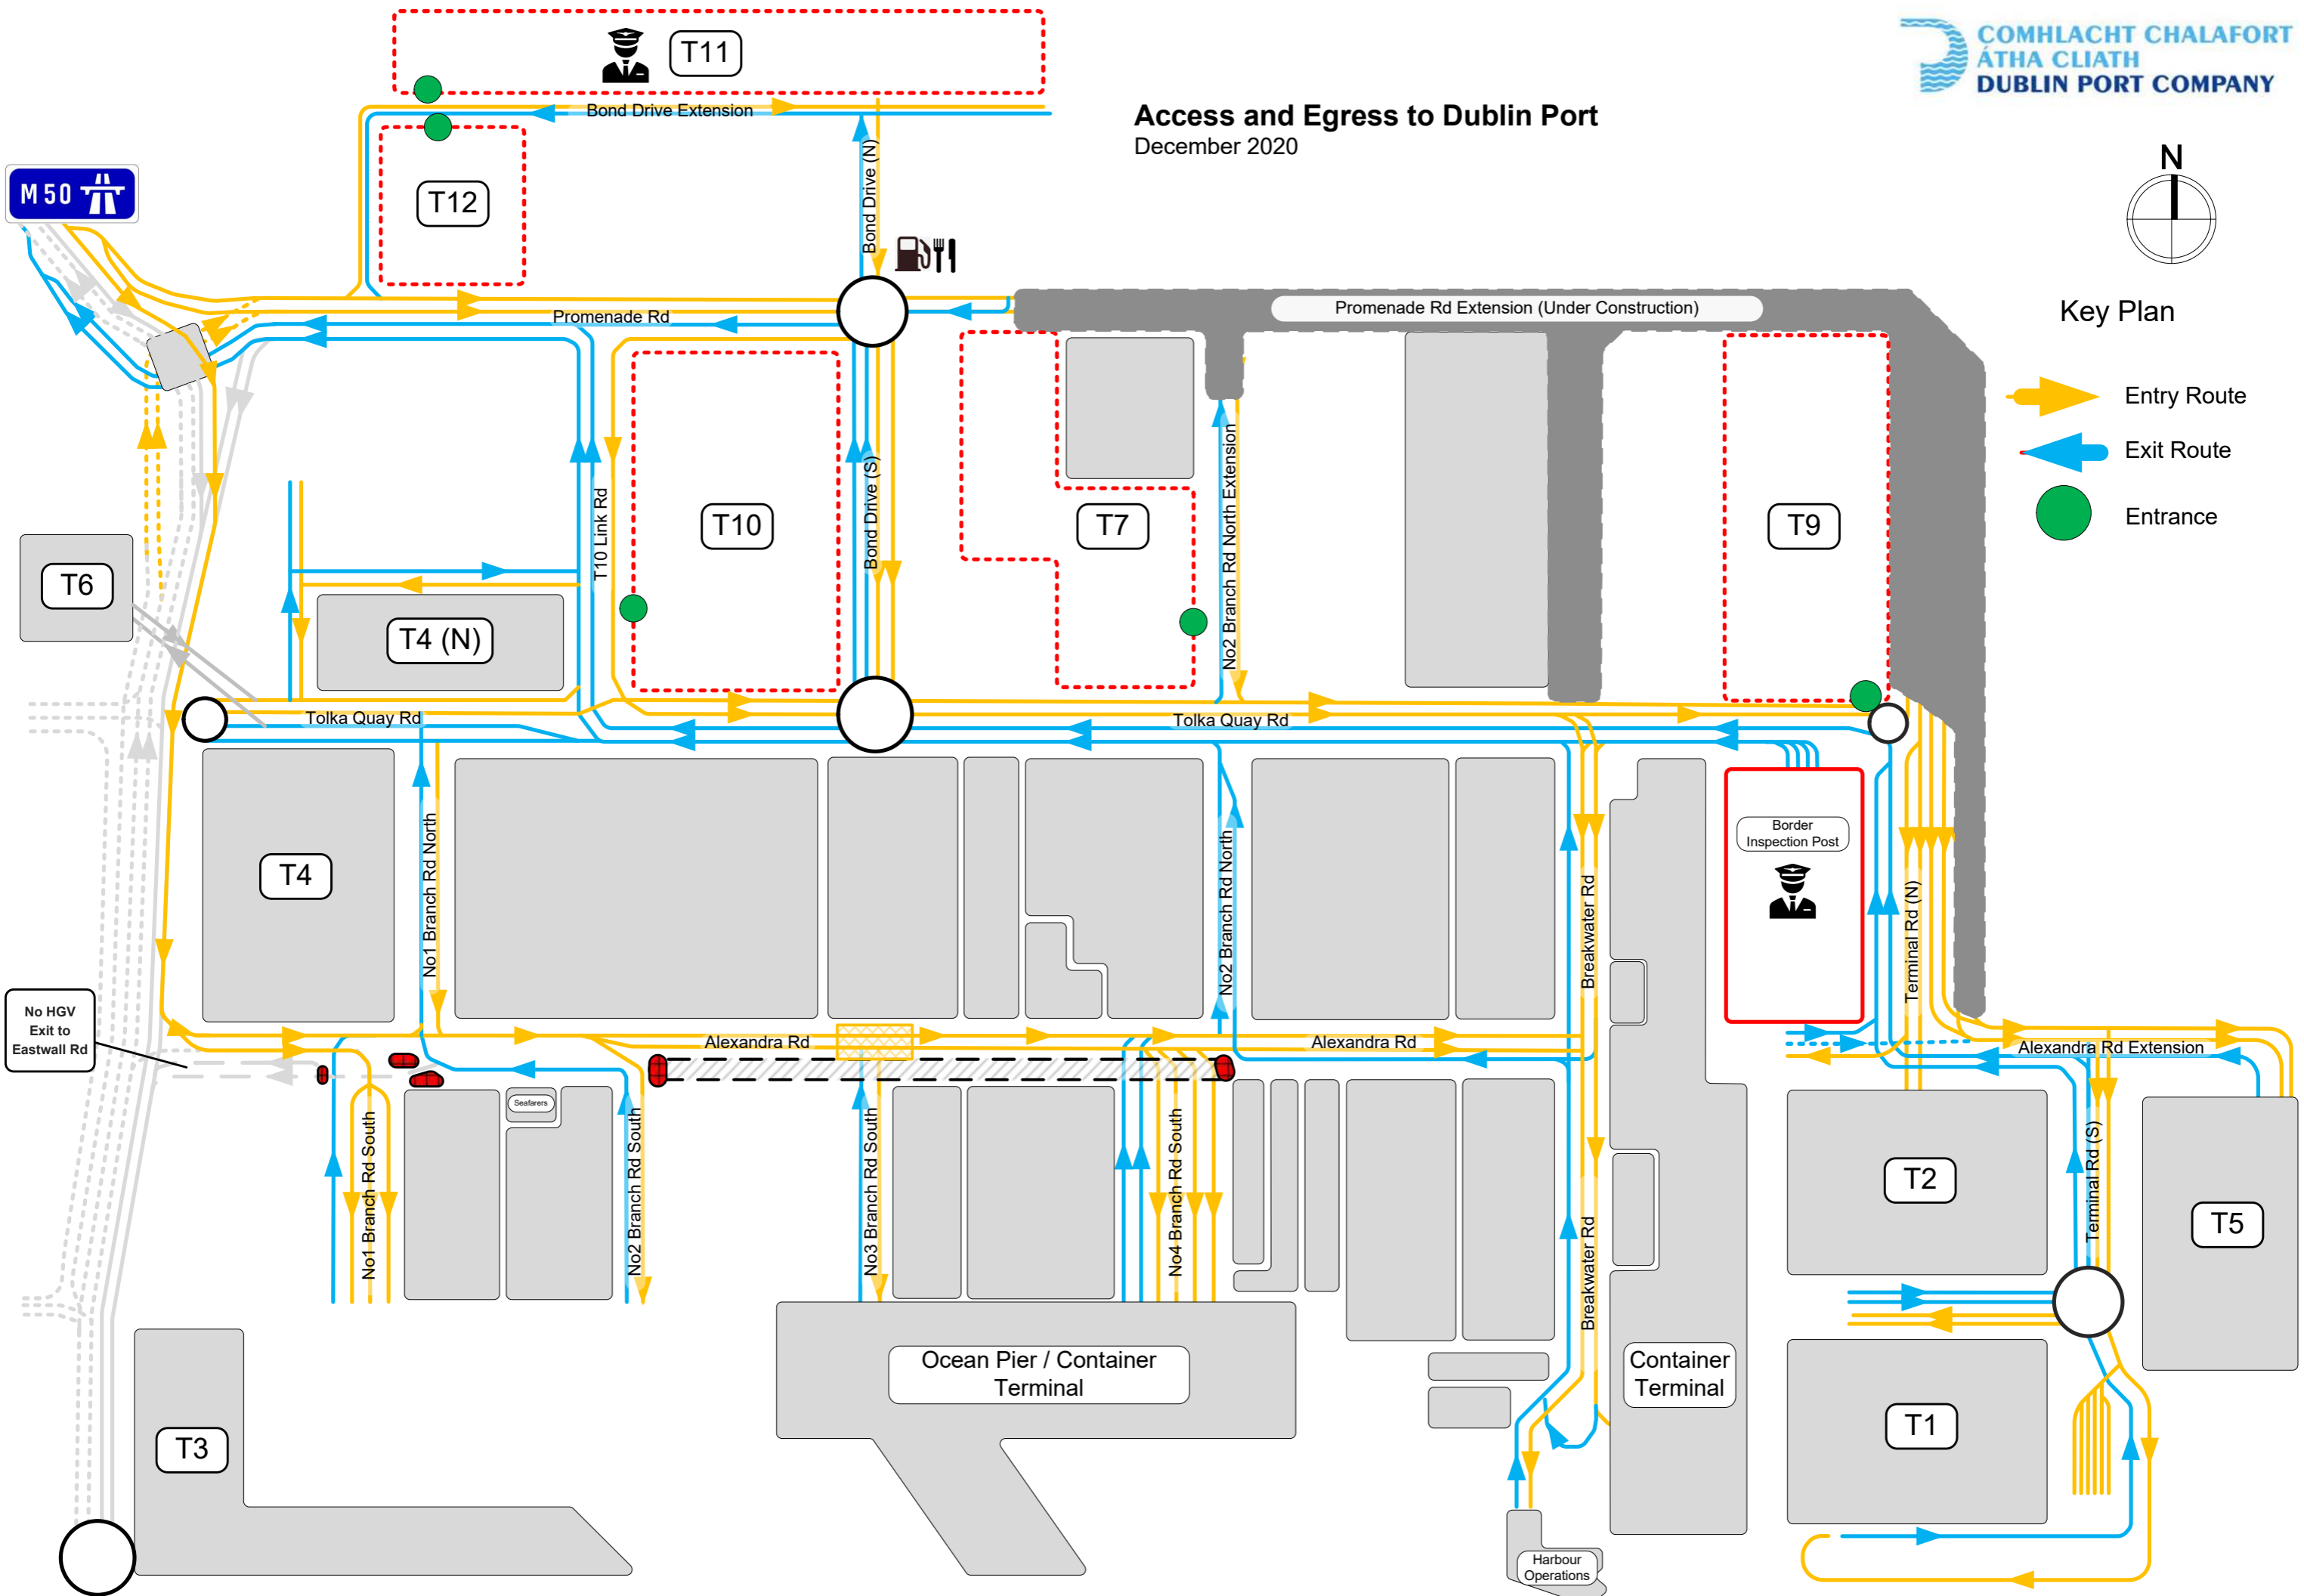 COMHLACHT CHALAFORT
ÁTHA CLIATH
DUBLIN PORT COMPANY
T11
Bond Drive Extension
Access and Egress to Dublin Port
December 2020
M 50
T12
Bond Drive (N)
N
Promenade Rd
Promenade Rd Extension (Under Construction)
Key Plan
Entry Route
Exit Route
Entrance
T10 Link Rd
T10
Bond Drive (S)
T7
No2 Branch Rd North Extension
T9
T6
T4 (N)
Tolka Quay Rd
Tolka Quay Rd
T4
No1 Branch Rd North
No2 Branch Rd North
Breakwater Rd
Border
Inspection Post
Terminal Rd (N)
No HGV
Exit to
Eastwall Rd
Alexandra Rd
Alexandra Rd
Alexandra Rd Extension
Seafarers
No1 Branch Rd South
No2 Branch Rd South
No3 Branch Rd South
No4 Branch Rd South
Breakwater Rd
T2
Terminal Rd (S)
T5
Ocean Pier / Container
Terminal
Container
Terminal
T3
T1
Harbour
Operations